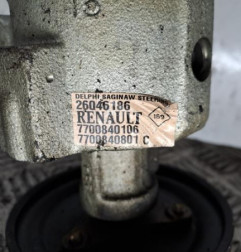 DELPHI SAGINAW STEERING
26046186
RENAULT
7700840106
7700840801 C